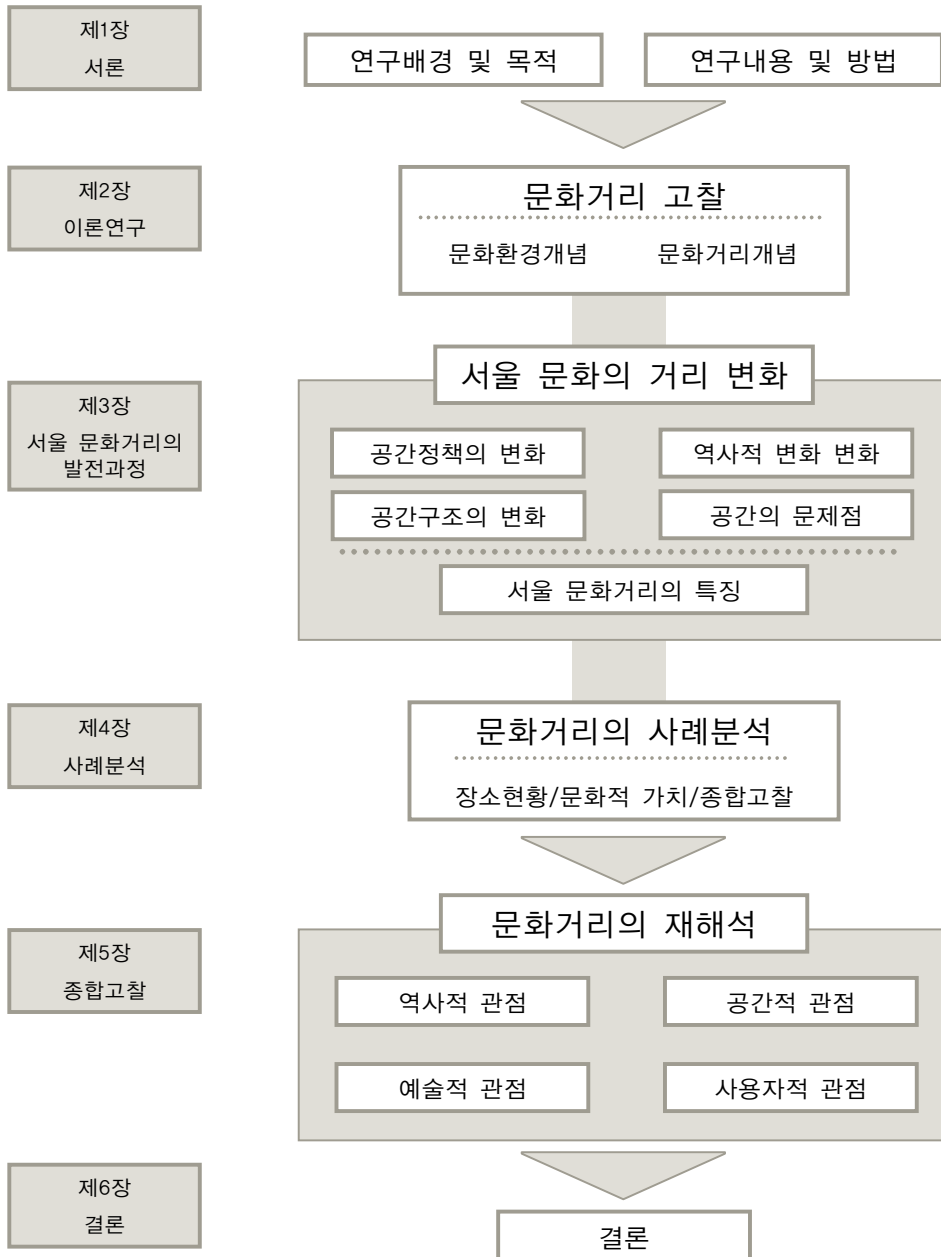 제1장
서론
연구배경 및 목적
연구내용 및 방법
제2장
이론연구
문화거리 고찰
문화환경개념
문화거리개념
제3장
서울 문화거리의
발전과정
서울 문화의 거리 변화
공간정책의 변화
역사적 변화 변화
공간구조의 변화
공간의 문제점
서울 문화거리의 특징
제4장
사례분석
문화거리의 사례분석
장소현황/문화적 가치/종합고찰
제5장
종합고찰
문화거리의 재해석
역사적 관점
공간적 관점
예술적 관점
사용자적 관점
제6장
결론
결론